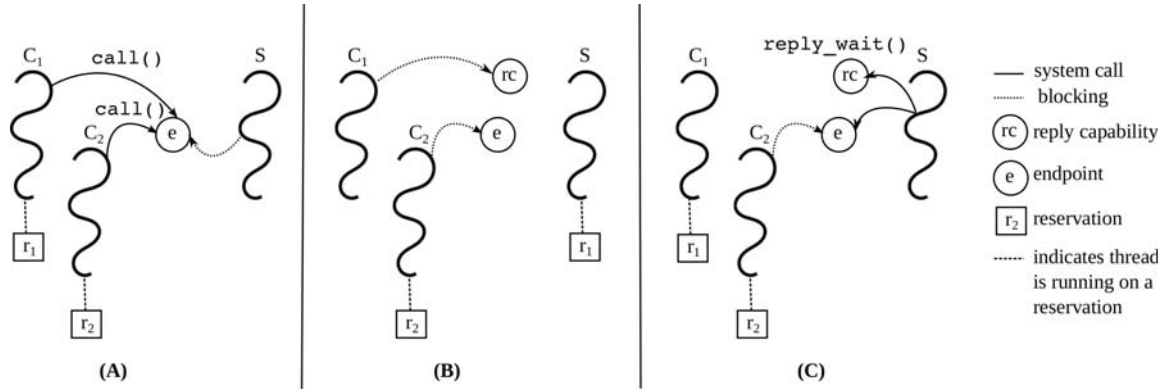 C₁
call()
S
call()
e
C₂
r₁
r₂
(A)
C₁
rc
S
C₂
e
r₁
r₂
(B)
reply_wait()
C₁
S
rc
C₂
e
r₁
r₂
(C)
system call
blocking
rc reply capability
e endpoint
r₂ reservation
indicates thread
is running on a
reservation